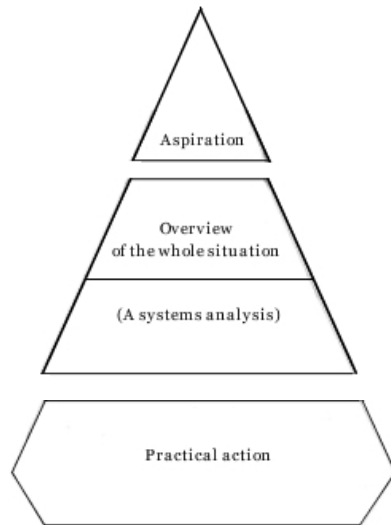 Aspiration
Overview
of the whole situation
(A systems analysis)
Practical action